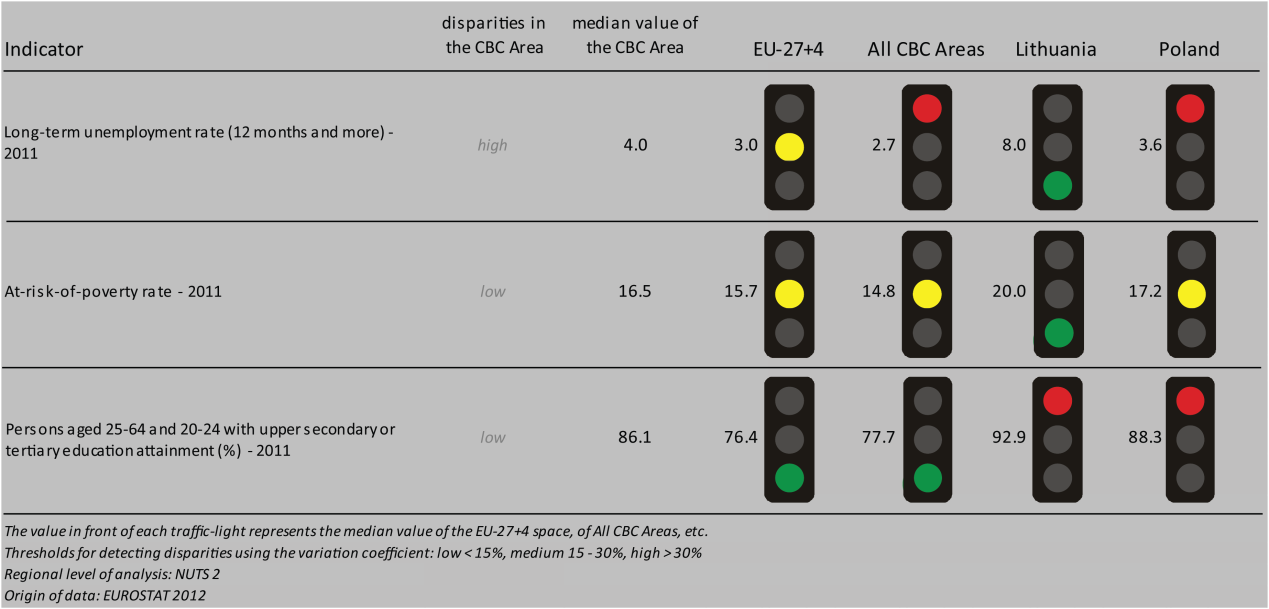 Indicator disparities in the CBC Area median value of the CBC Area EU-27+4 All CBC Areas Lithuania Poland
Long-term unemployment rate (12 months and more) -
2011 high 4.0 3.0 2.7 8.0 3.6
At-risk-of-poverty rate - 2011 low 16.5 15.7 14.8 20.0 17.2
Persons aged 25-64 and 20-24 with upper secondary or
tertiary education attainment (%) - 2011 low 86.1 76.4 77.7 92.9 88.3
The value in front of each traffic-light represents the median value of the EU-27+4 space, of All CBC Areas, etc.
Thresholds for detecting disparities using the variation coefficient: low < 15%, medium 15 - 30%, high > 30%
Regional level of analysis: NUTS 2
Origin of data: EUROSTAT 2012